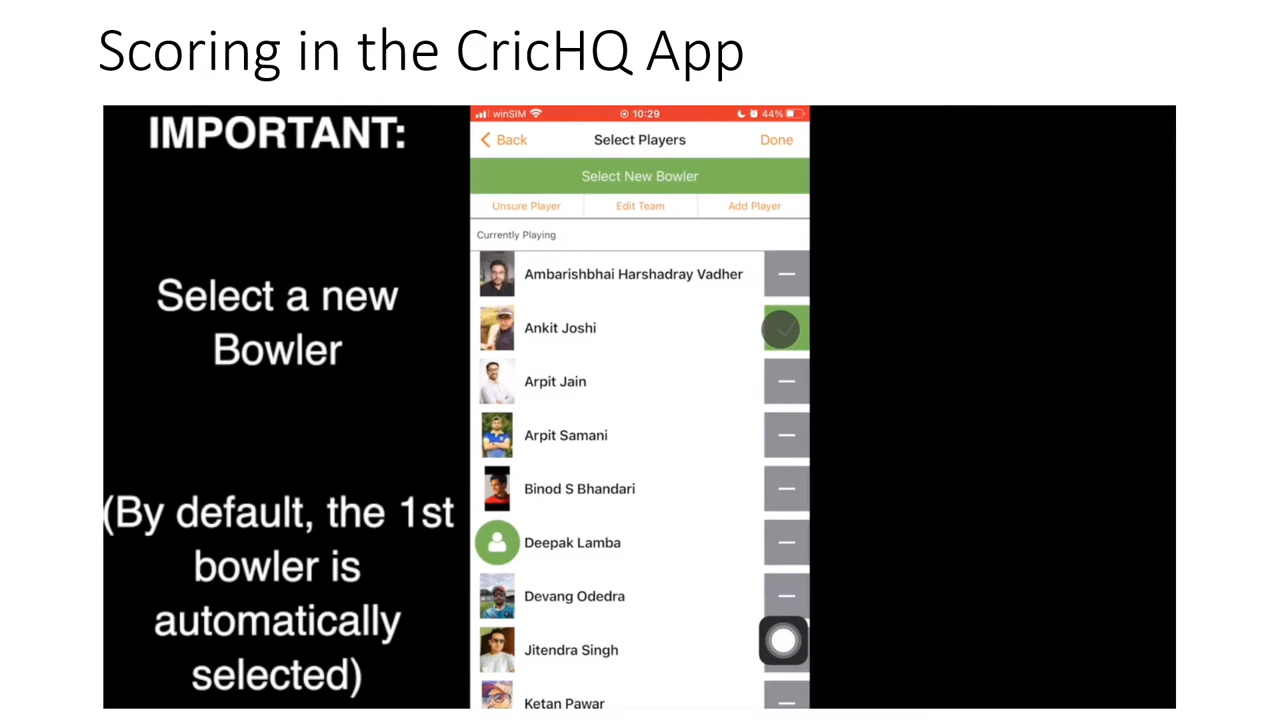 Scoring in the CricHQ App
IMPORTANT:
Select a new
Bowler
(By default, the 1st
bowler is
automatically
selected)
winSIM 10:29 44%
Back Select Players Done
Select New Bowler
Unsure Player Edit Team Add Player
Currently Playing
Ambarishbhai Harshadray Vadher
Ankit Joshi
Arpit Jain
Arpit Samani
Binod S Bhandari
Deepak Lamba
Devang Odedra
Jitendra Singh
Ketan Pawar